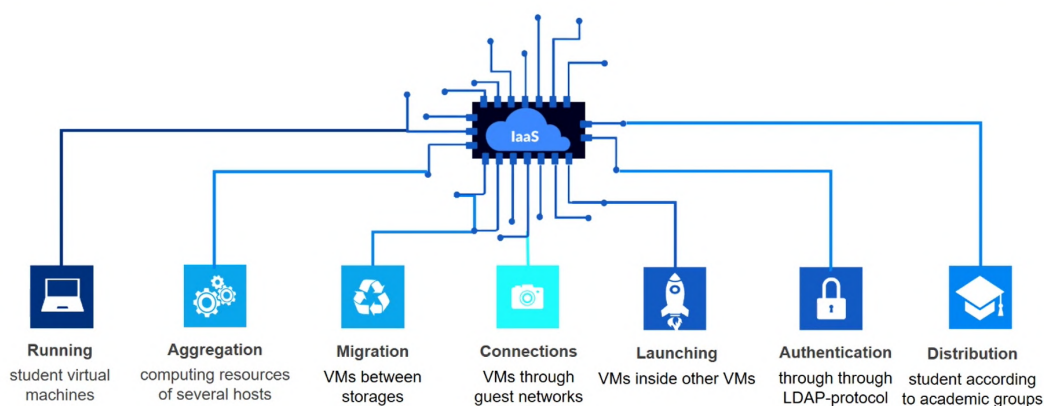 IaaS
Running
student virtual
machines
Aggregation
computing resources
of several hosts
Migration
VMs between
storages
Connections
VMs through
guest networks
Launching
VMs inside other VMs
Authentication
through through
LDAP-protocol
Distribution
student according
to academic groups